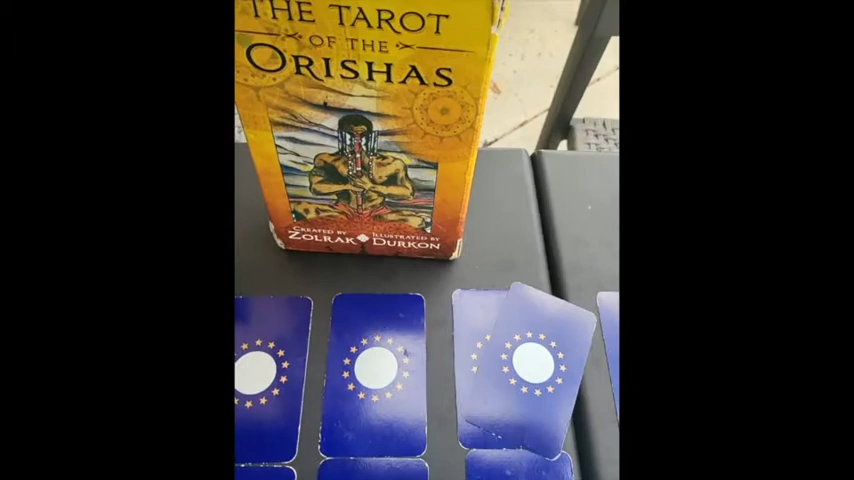 THE TAROT
OF THE
ORISHAS
CREATED BY ILLUSTRATED BY
ZOLRAK DURKON